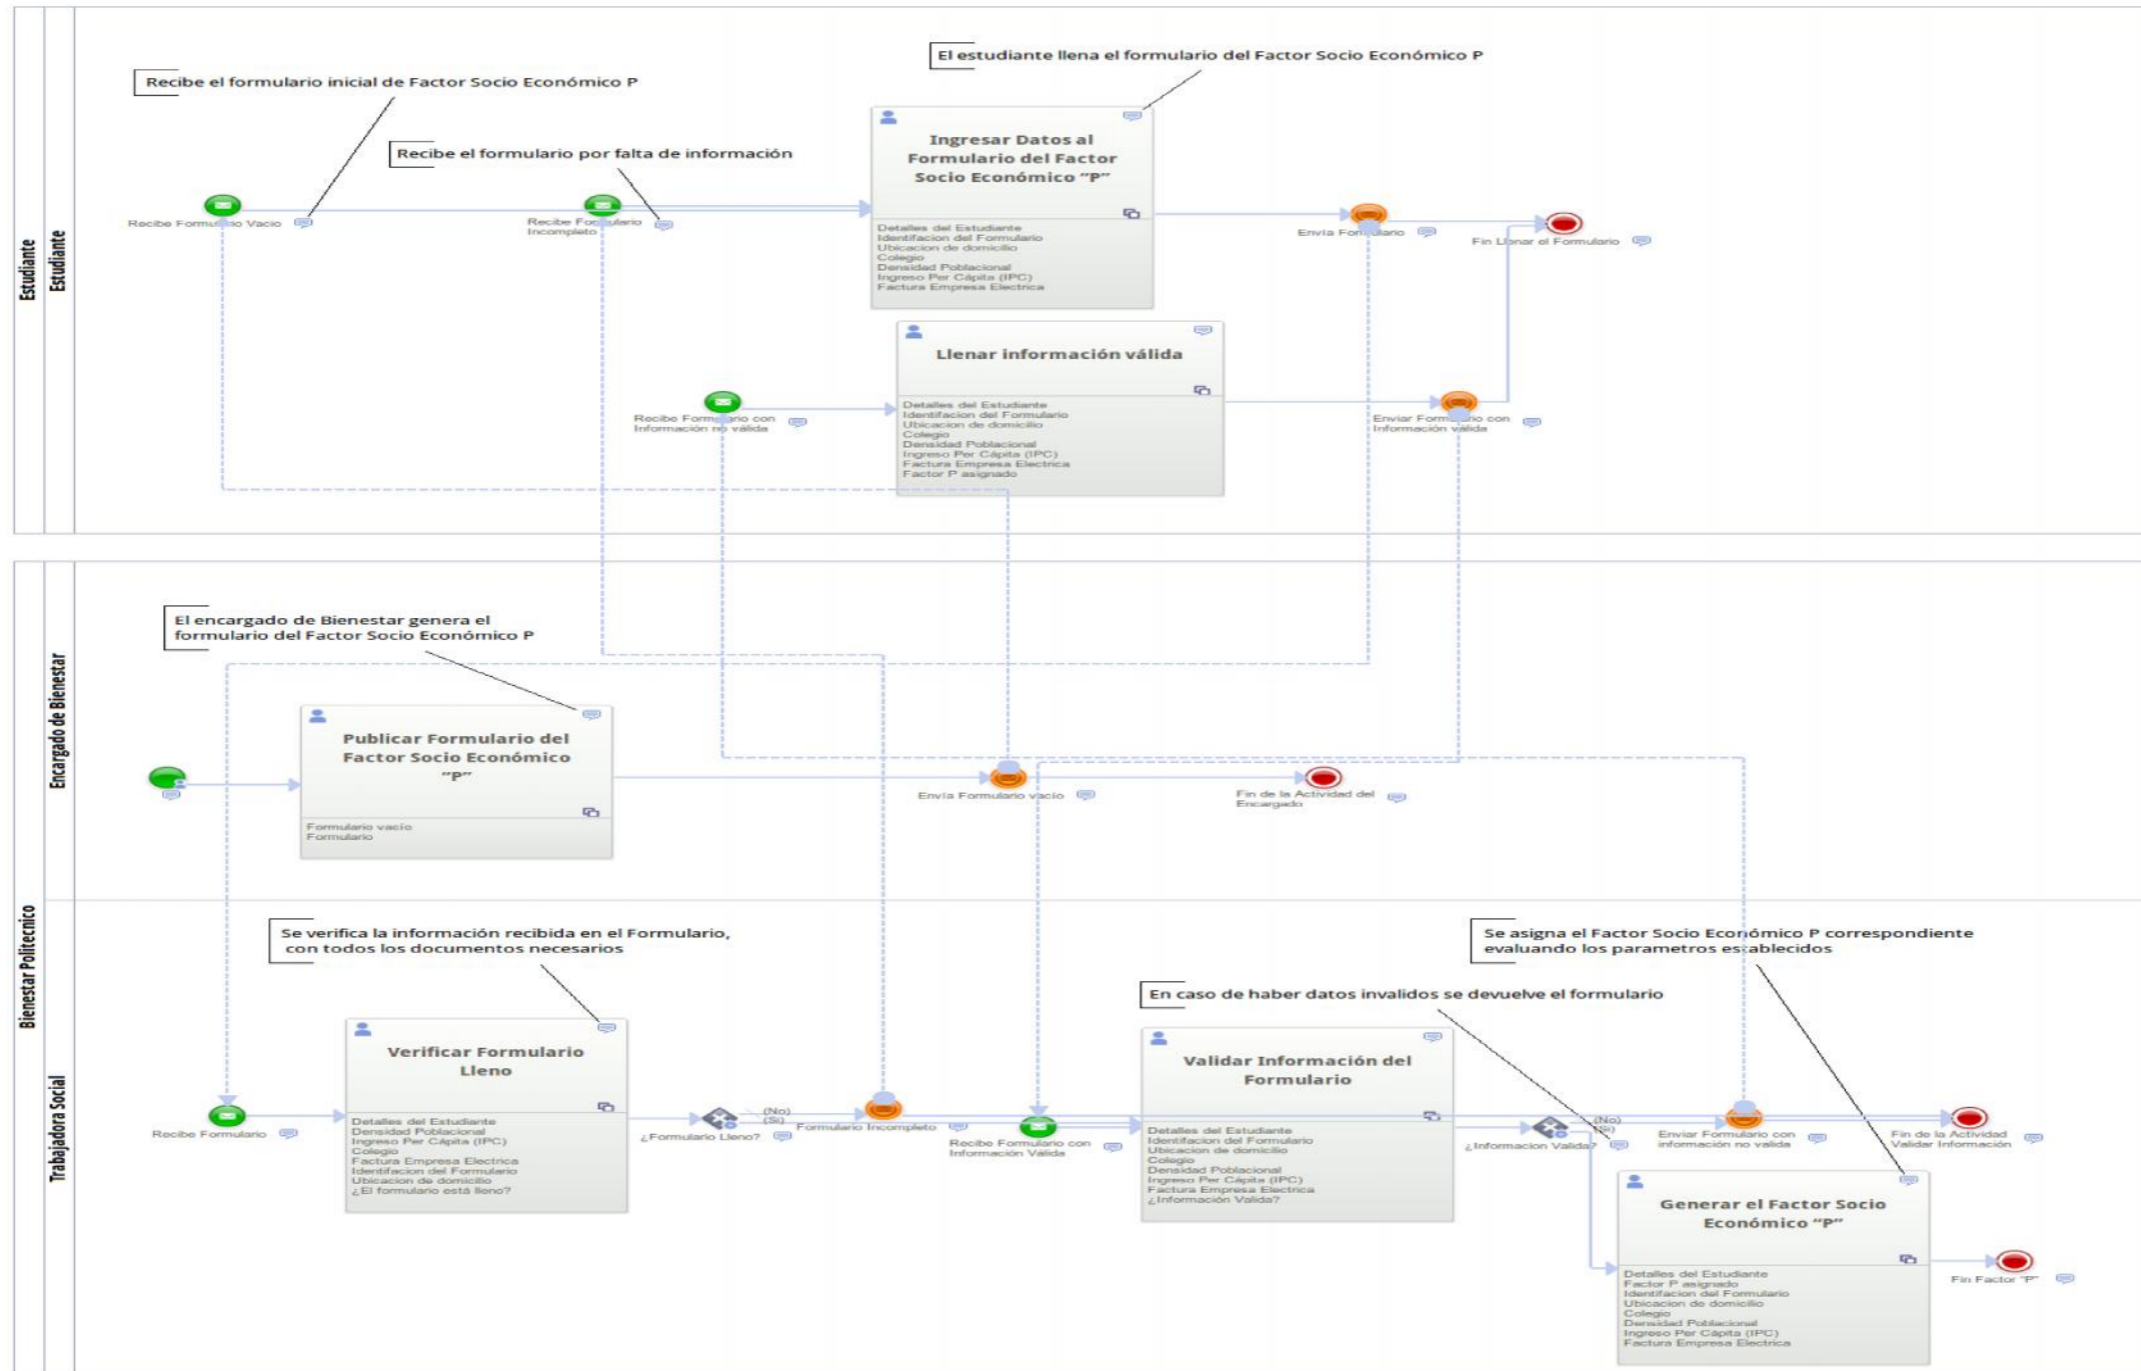 Estudiante
Estudiante
El estudiante llena el formulario del Factor Socio Económico P
Recibe el formulario inicial de Factor Socio Económico P
Recibe el formulario por falta de información
Ingresar Datos al
Formulario del Factor
Socio Económico “P”
Detalles del Estudiante
Identifacion del Formulario
Ubicacion de domicilio
Colegio
Densidad Poblacional
Ingreso Per Cápita (IPC)
Factura Empresa Electrica
Recibe Formulario Vacio
Recibe Formulario
Incompleto
Envía Formulario
Fin Llenar el Formulario
Llenar información válida
Detalles del Estudiante
Identifacion del Formulario
Ubicacion de domicilio
Colegio
Densidad Poblacional
Ingreso Per Cápita (IPC)
Factura Empresa Electrica
Factor P asignado
Recibe Formulario con
Información no válida
Enviar Formulario con
Información válida
Bienestar Politecnico
Encargado de Bienestar
El encargado de Bienestar genera el
formulario del Factor Socio Económico P
Publicar Formulario del
Factor Socio Económico
“P”
Formulario vacío
Formulario
Envía Formulario vacío
Fin de la Actividad del
Encargado
Trabajadora Social
Se verifica la información recibida en el Formulario,
con todos los documentos necesarios
Se asigna el Factor Socio Económico P correspondiente
evaluando los parametros establecidos
En caso de haber datos invalidos se devuelve el formulario
Recibe Formulario
Verificar Formulario
Lleno
Detalles del Estudiante
Densidad Poblacional
Ingreso Per Cápita (IPC)
Colegio
Factura Empresa Electrica
Identifacion del Formulario
Ubicacion de domicilio
¿El formulario está lleno?
¿Formulario Lleno?
(No)
(Si)
Formulario Incompleto
Recibe Formulario con
Información Válida
Validar Información del
Formulario
Detalles del Estudiante
Identifacion del Formulario
Ubicacion de domicilio
Colegio
Densidad Poblacional
Ingreso Per Cápita (IPC)
Factura Empresa Electrica
¿Información Valida?
¿Informacion Valida?
(No)
(Si)
Enviar Formulario con
información no valida
Fin de la Actividad
Validar Información
Generar el Factor Socio
Económico “P”
Detalles del Estudiante
Factor P asignado
Identifacion del Formulario
Ubicacion de domicilio
Colegio
Densidad Poblacional
Ingreso Per Cápita (IPC)
Factura Empresa Electrica
Fin Factor "P"